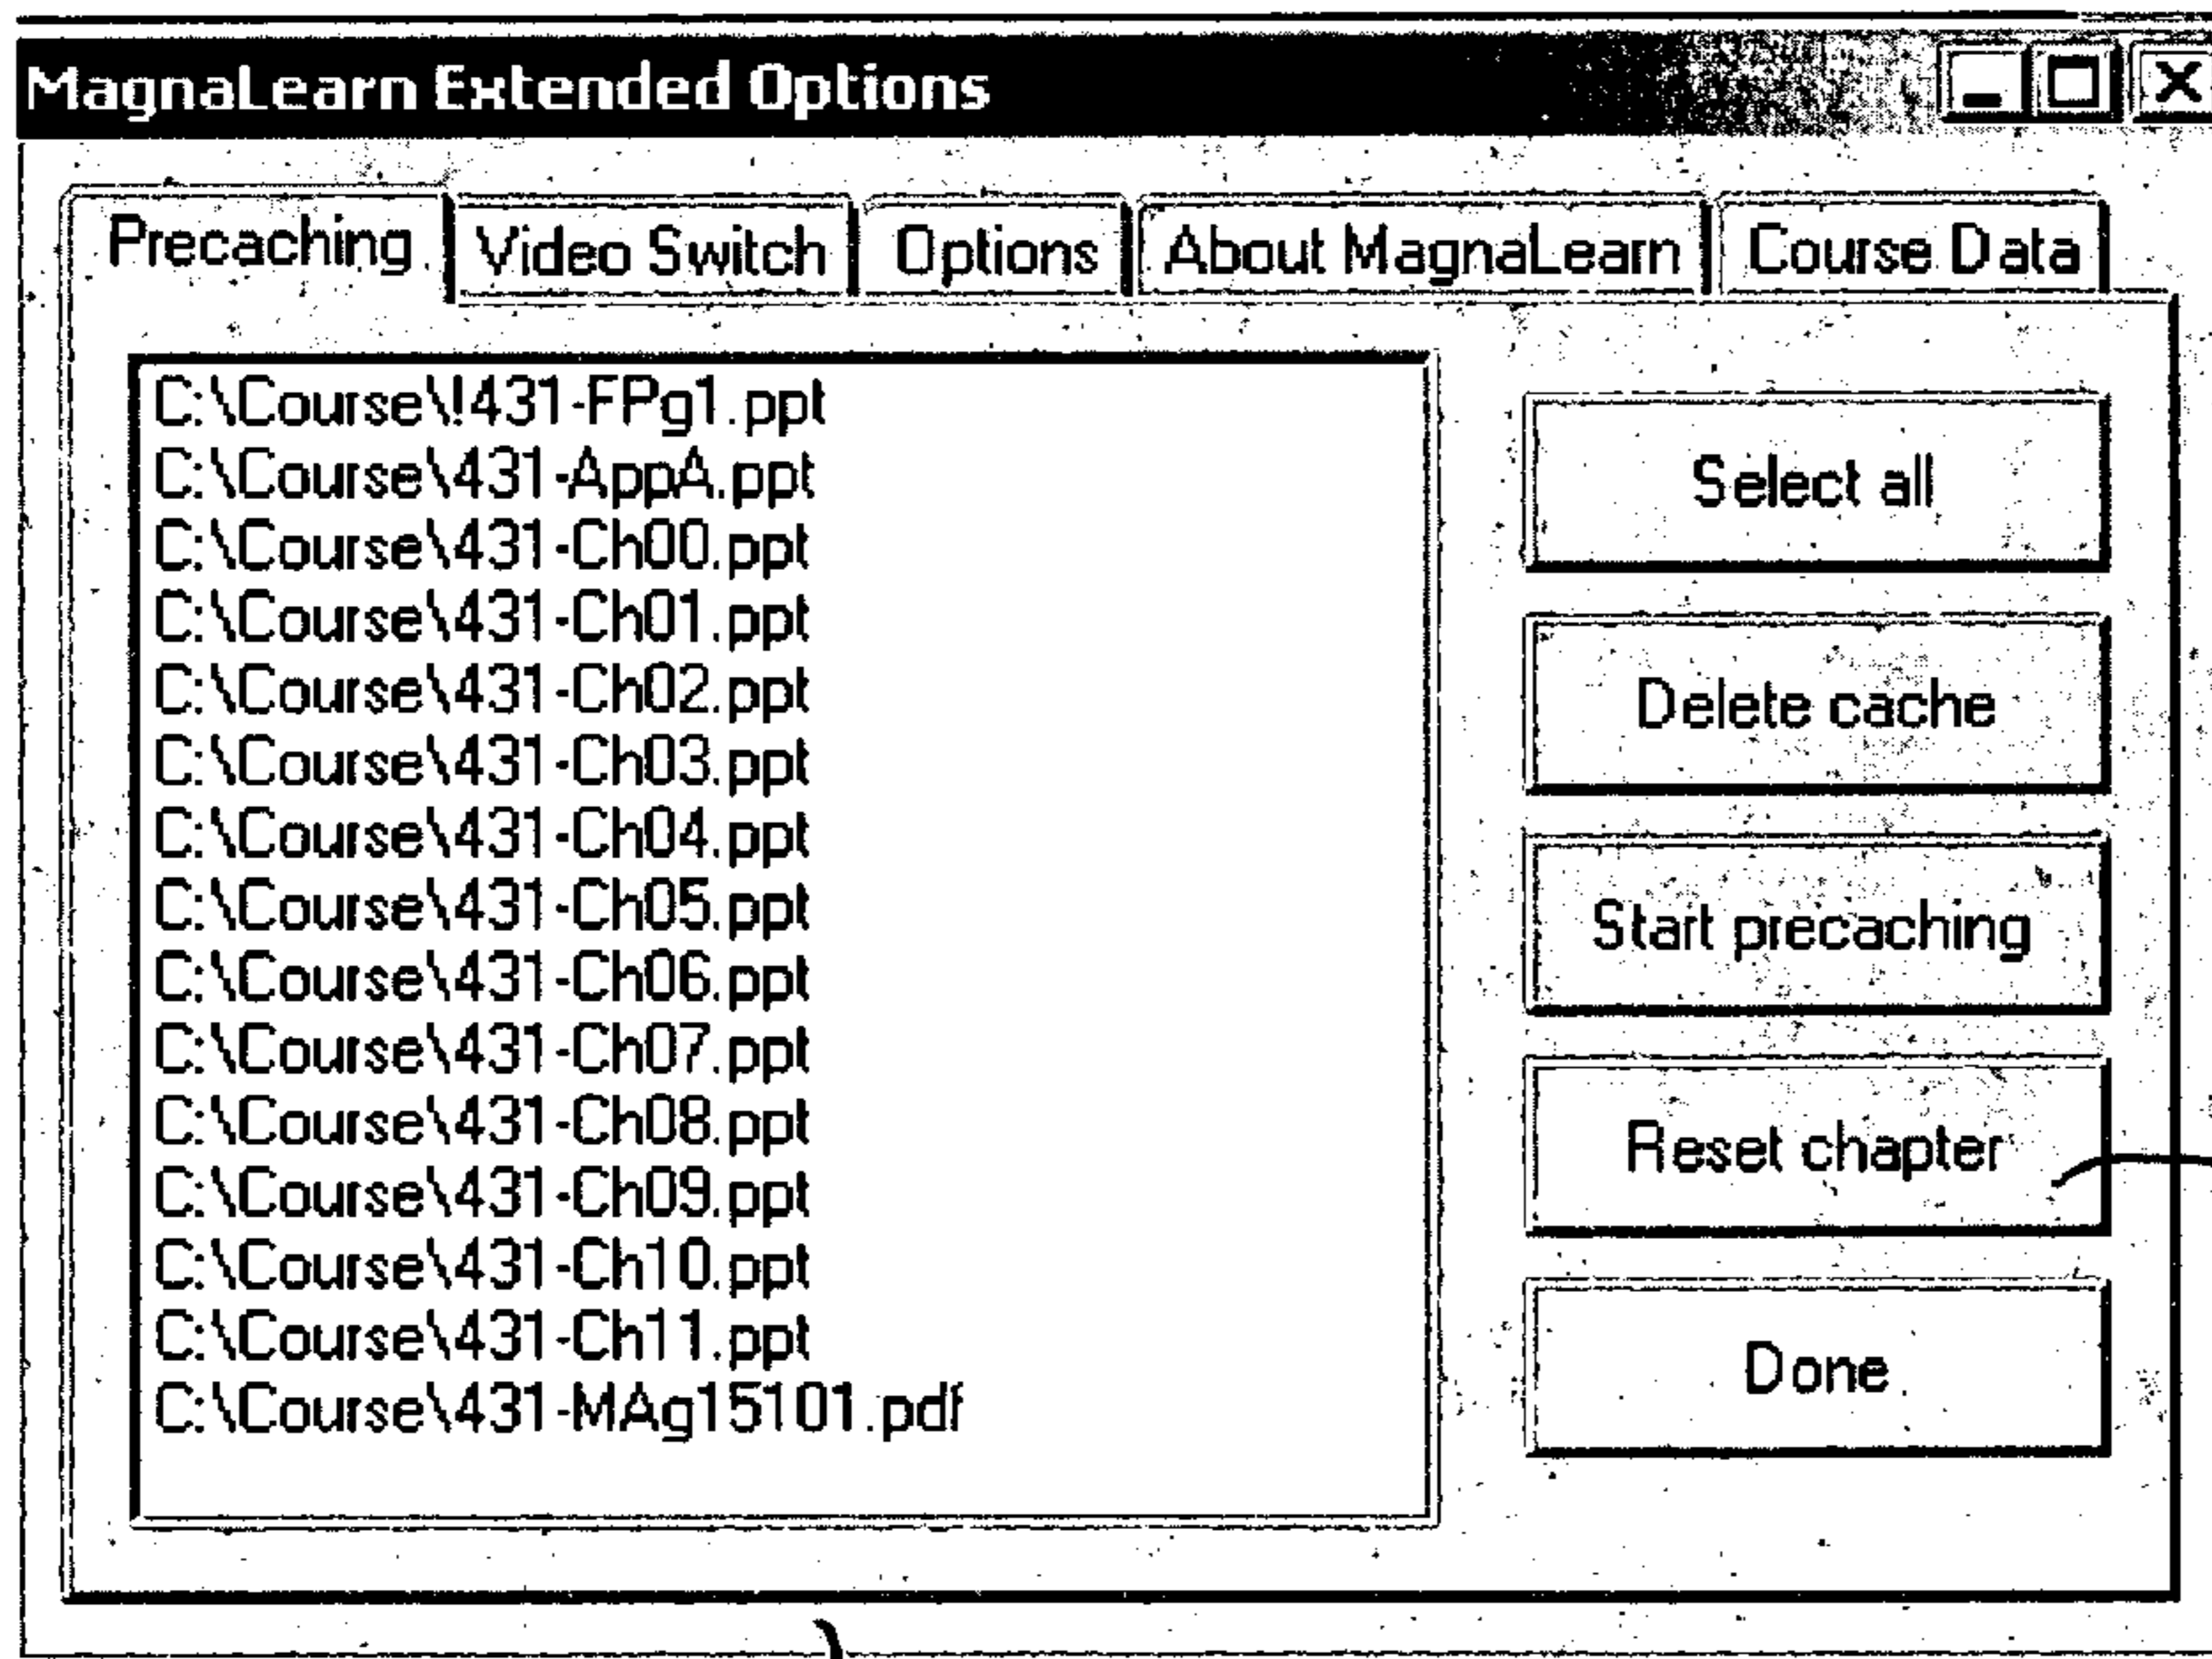 MagnaLearn Extended Options
Precaching Video Switch Options About MagnaLearn Course Data
C:\Course\!431-FPg1.ppt
C:\Course\431-AppA.ppt
C:\Course\431-Ch00.ppt
C:\Course\431-Ch01.ppt
C:\Course\431-Ch02.ppt
C:\Course\431-Ch03.ppt
C:\Course\431-Ch04.ppt
C:\Course\431-Ch05.ppt
C:\Course\431-Ch06.ppt
C:\Course\431-Ch07.ppt
C:\Course\431-Ch08.ppt
C:\Course\431-Ch09.ppt
C:\Course\431-Ch10.ppt
C:\Course\431-Ch11.ppt
C:\Course\431-MAg15101.pdf
Select all
Delete cache
Start precaching
Reset chapter
Done